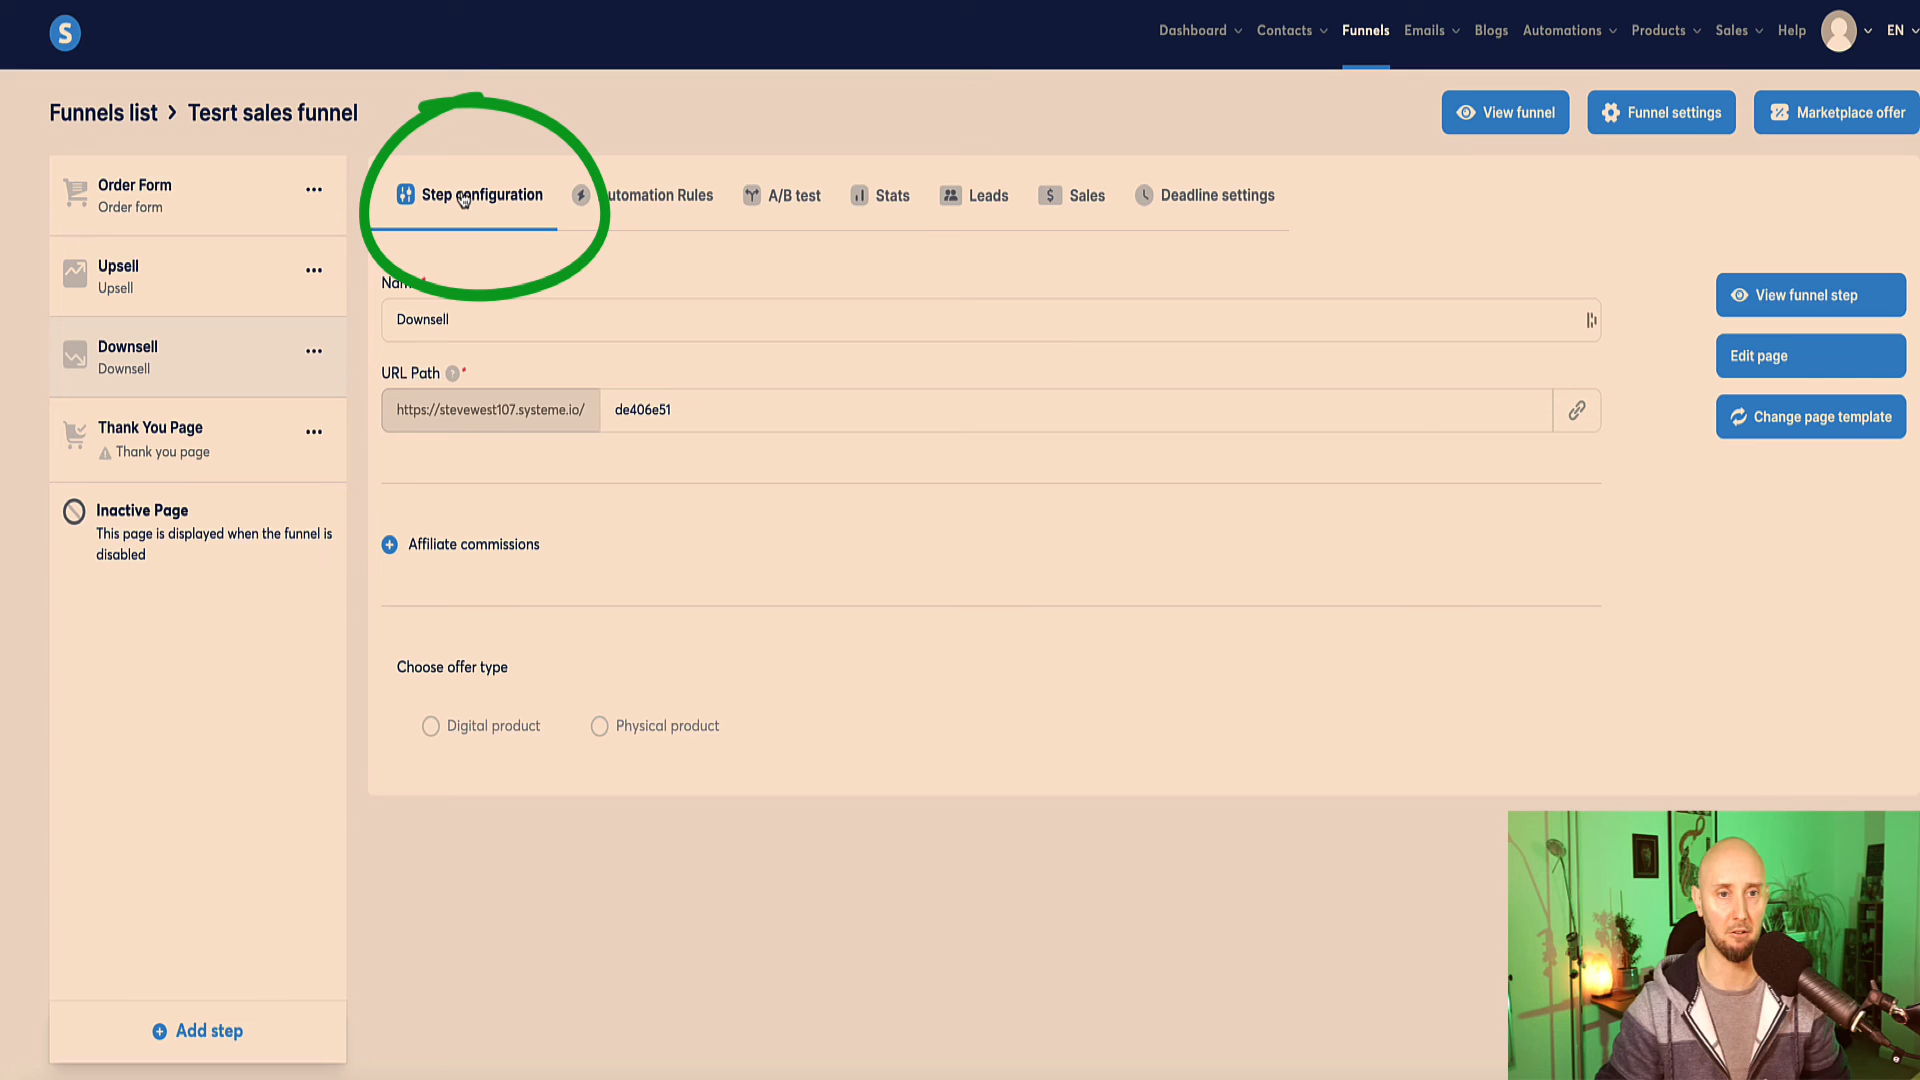 S
Dashboard Contacts Funnels Emails Blogs Automations Products Sales Help EN
Funnels list > Tesrt sales funnel
View funnel Funnel settings Marketplace offer
Order Form
Order form
Upsell
Upsell
Downsell
Downsell
Thank You Page
Thank you page
Inactive Page
This page is displayed when the funnel is
disabled
Add step
Step configuration utomation Rules A/B test Stats Leads $ Sales Deadline settings
Nam *
Downsell
URL Path ? *
https://stevewest107.systeme.io/ de406e51
Affiliate commissions
Choose offer type
Digital product Physical product
View funnel step
Edit page
Change page template